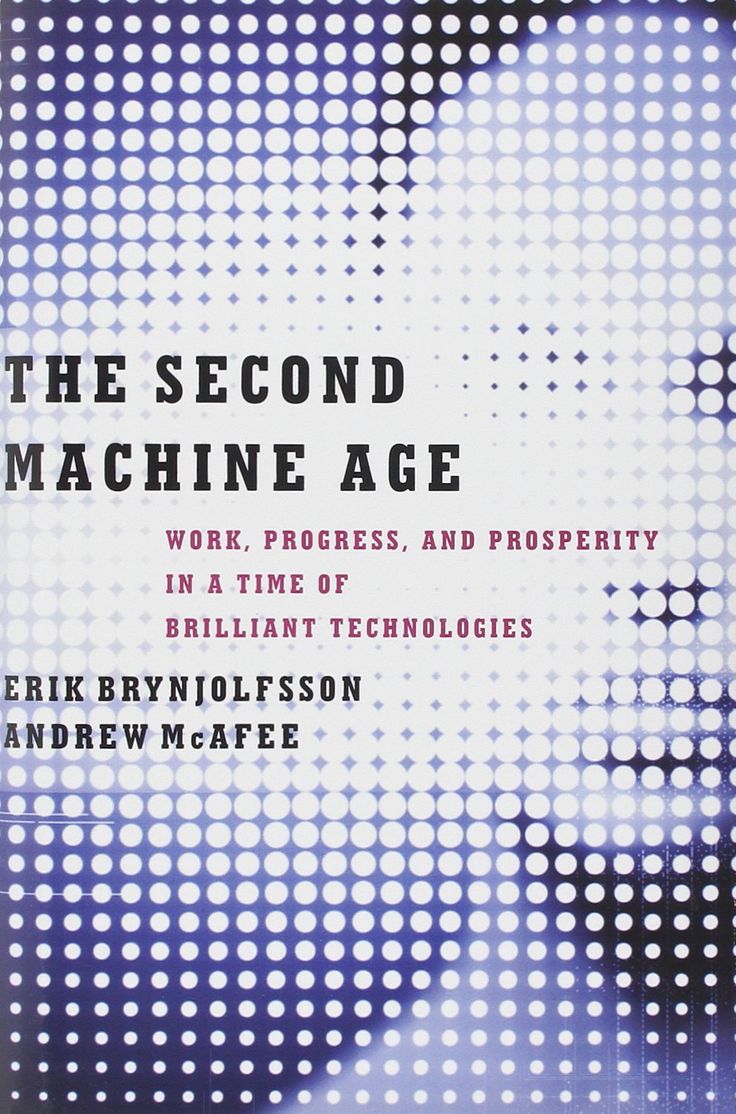 THE SECOND
MACHINE AGE
WORK, PROGRESS, AND PROSPERITY
IN A TIME OF
BRILLIANT TECHNOLOGIES
ERIK BRYNJOLFSSON
ANDREW McAFEE